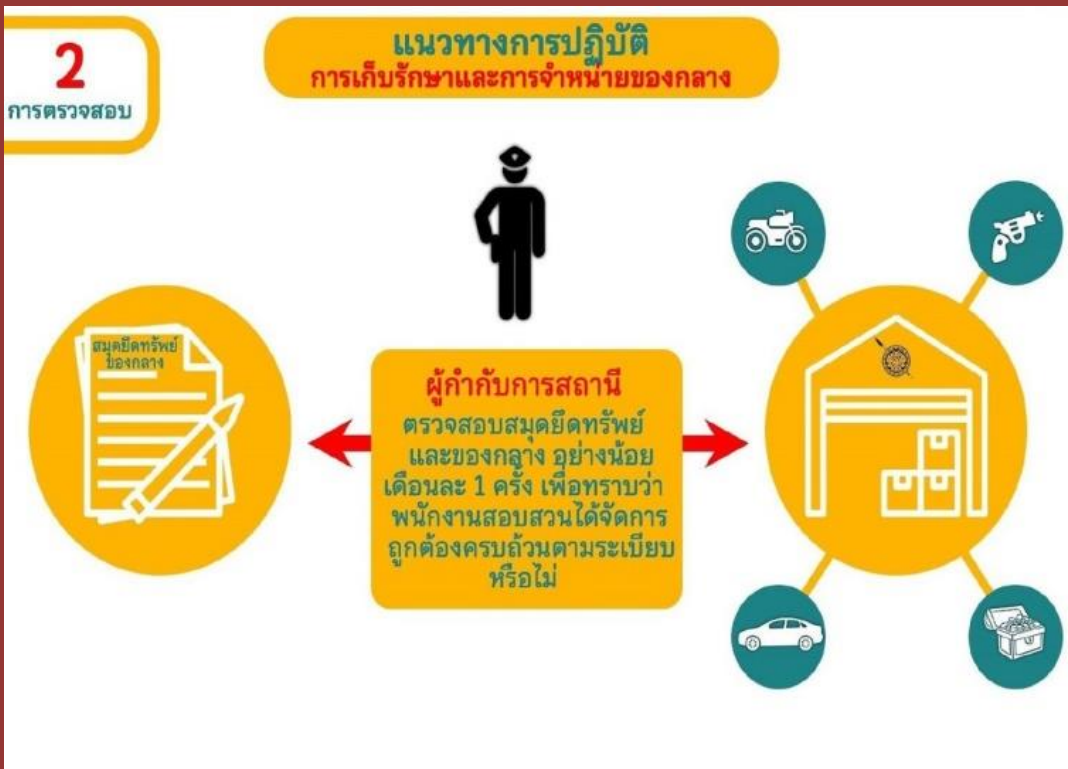 2
การตรวจสอบ
แนวทางการปฏิบัติ
การเก็บรักษาและการจำหน่ายของกลาง
สมุดยึดทรัพย์
ของกลาง
ผู้กำกับการสถานี
ตรวจสอบสมุดยึดทรัพย์
และของกลาง อย่างน้อย
เดือนละ 1 ครั้ง เพื่อทราบว่า
พนักงานสอบสวนได้จัดการ
ถูกต้องครบถ้วนตามระเบียบ
หรือไม่